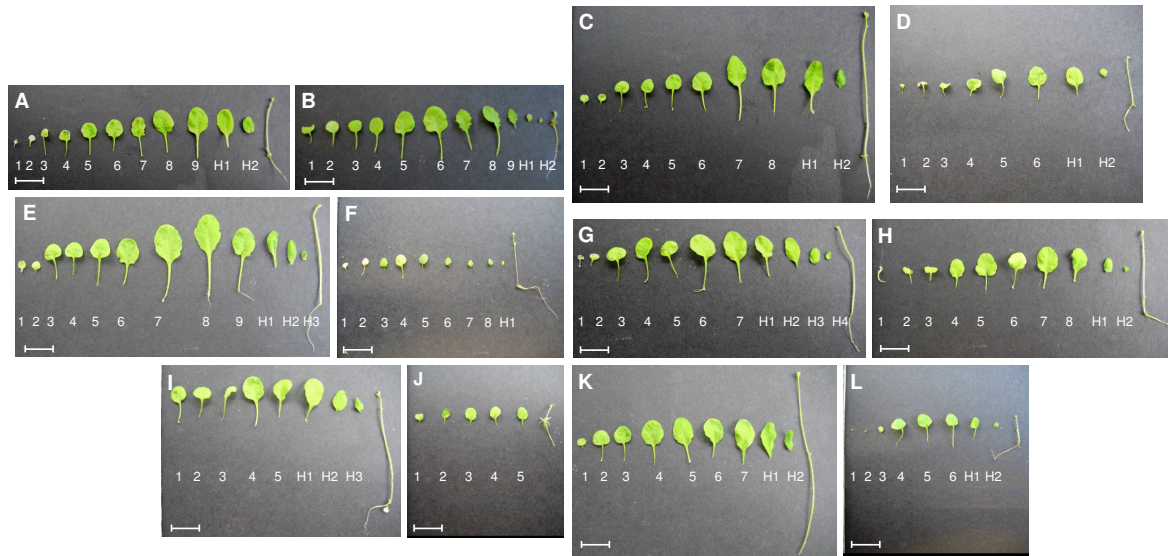 A
1 2 3 4 5 6 7 8 9 H1 H2
B
1 2 3 4 5 6 7 8 9 H1 H2
C
1 2 3 4 5 6 7 8 H1 H2
D
1 2 3 4 5 6 H1 H2
E
1 2 3 4 5 6 7 8 9 H1 H2 H3
F
1 2 3 4 5 6 7 8 H1
G
1 2 3 4 5 6 7 H1 H2 H3 H4
H
1 2 3 4 5 6 7 8 H1 H2
I
1 2 3 4 5 H1 H2 H3
J
1 2 3 4 5
K
1 2 3 4 5 6 7 H1 H2
L
1 2 3 4 5 6 H1 H2